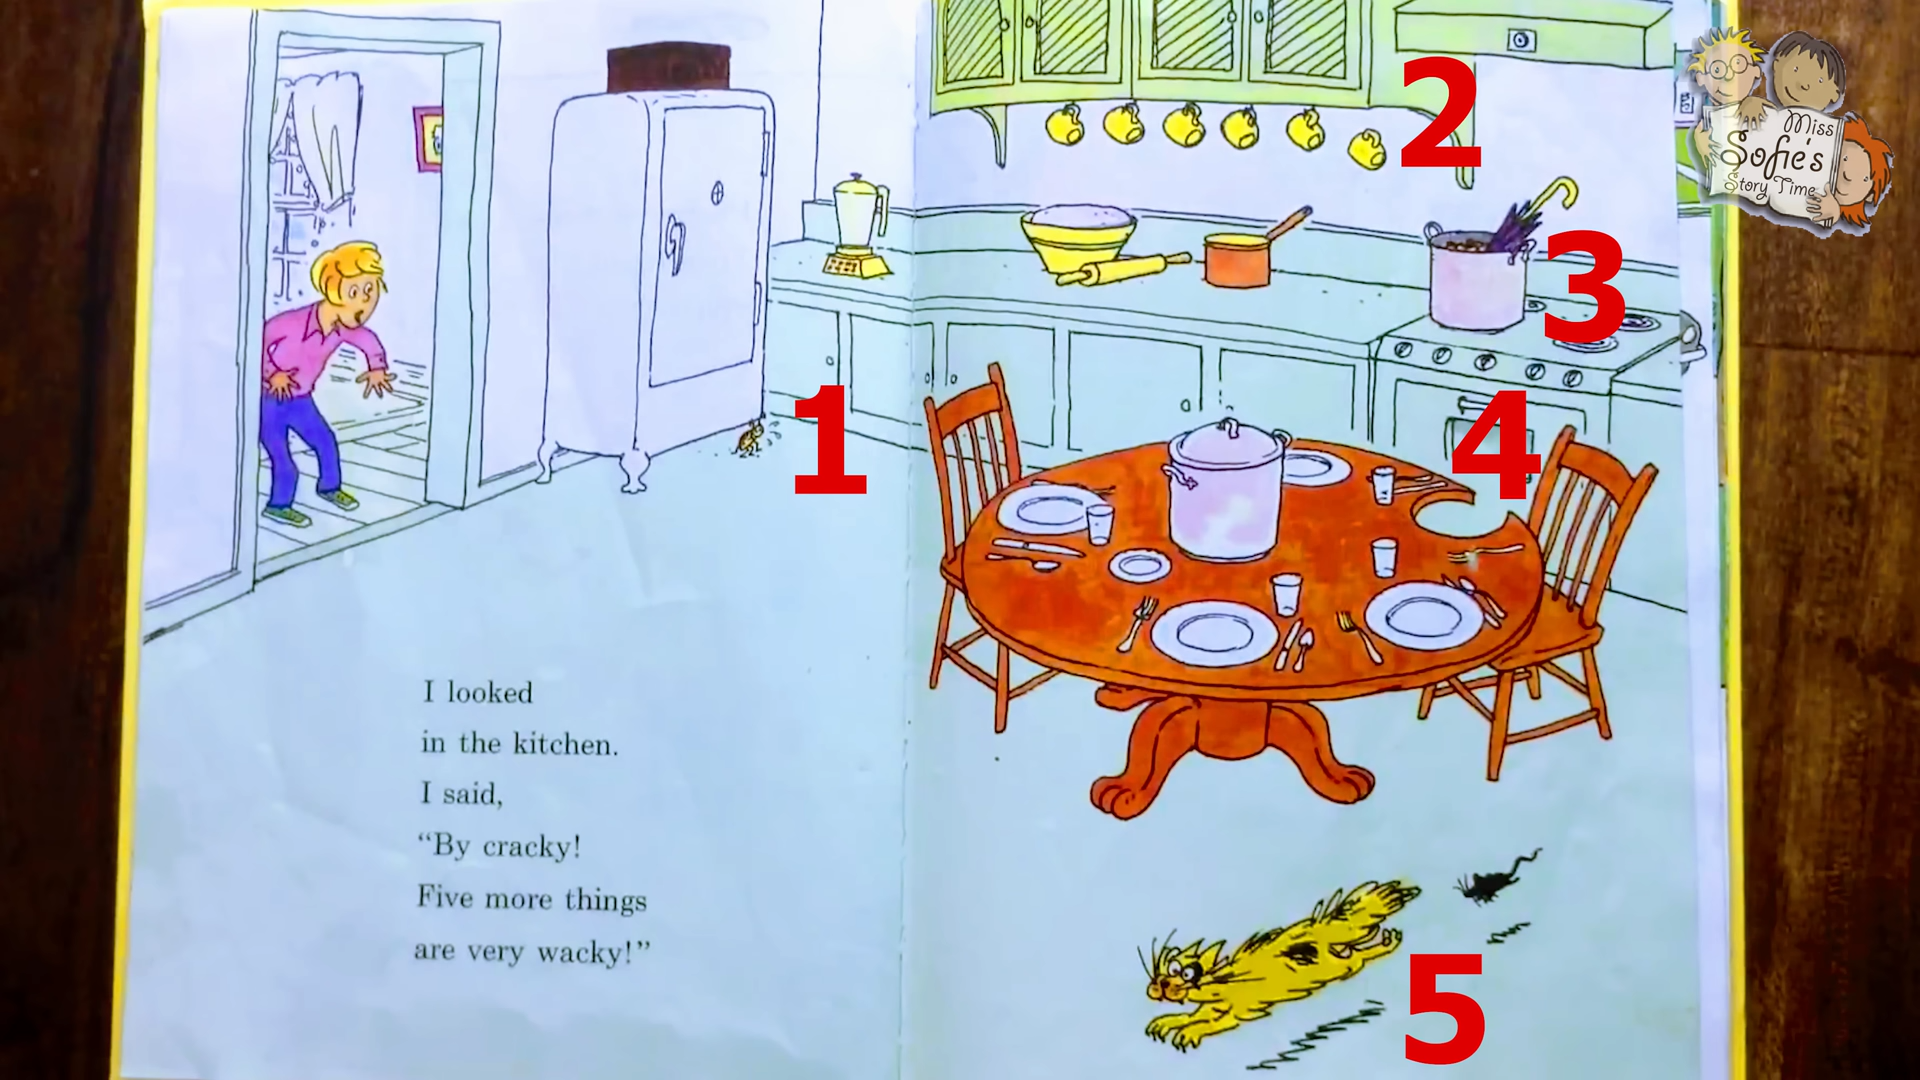 I looked
in the kitchen.
I said,
“By cracky!
Five more things
are very wacky!”
1
2
3
4
5
Miss
Sofie's
Story Time